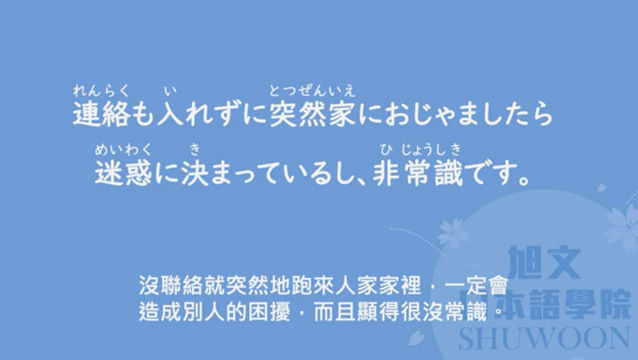 れんらく い とつぜんいえ
連絡も入れずに突然家におじゃましたら
めいわく き ひ じょうしき
迷惑に決まっているし、非常識です。
沒聯絡就突然地跑來人家家裡，一定會
造成別人的困擾，而且顯得很沒常識。
旭文
日本語學院
SHUWOON